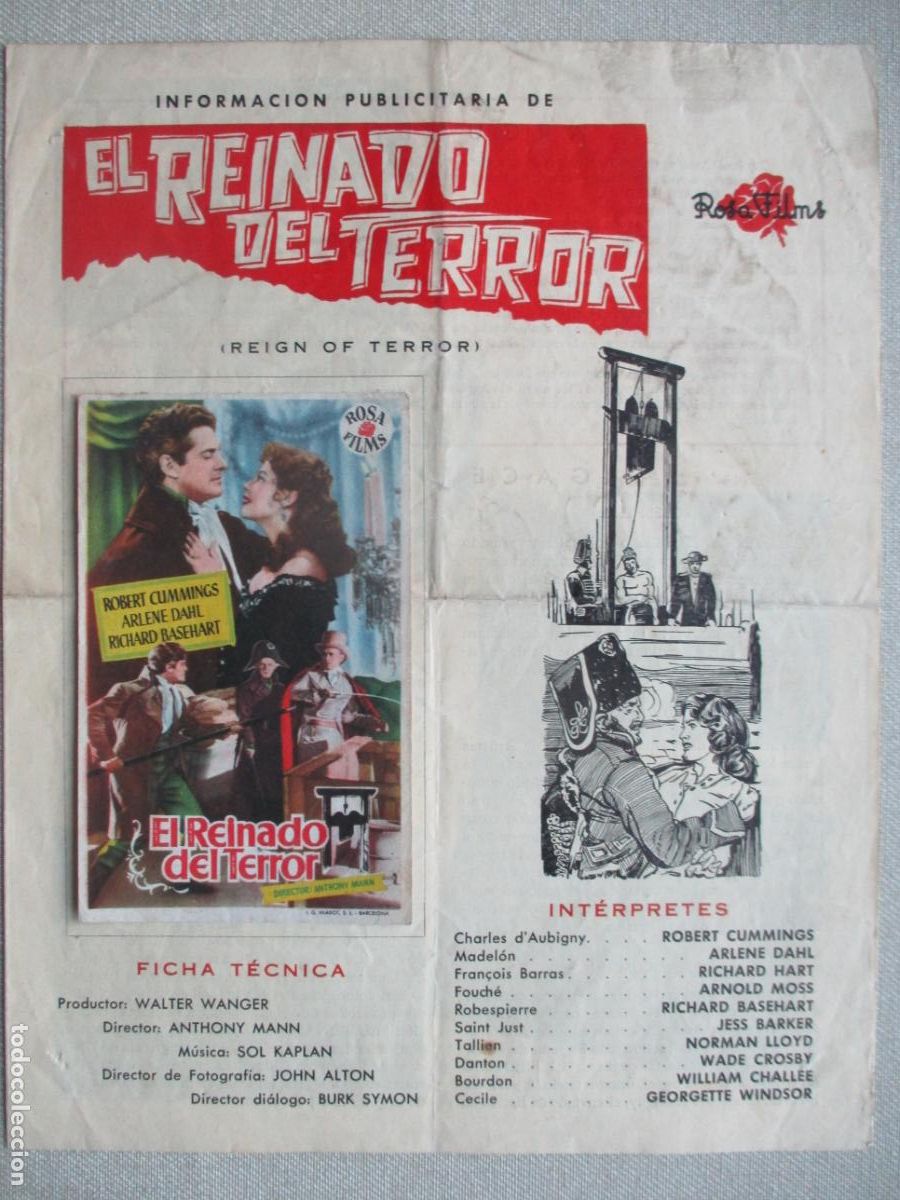 INFORMACION PUBLICITARIA DE
EL REINADO
DEL TERROR
Rosa Films
(REIGN OF TERROR)
ROSA
FILMS
ROBERT CUMMINGS
ARLENE DAHL
RICHARD BASEHART
El Reinado
del Terror
DIRECTOR: ANTHONY MANN
I. G. VILADOT, S. L. - BARCELONA
FICHA TÉCNICA
Productor: WALTER WANGER
Director: ANTHONY MANN
Música: SOL KAPLAN
Director de Fotografía: JOHN ALTON
Director diálogo: BURK SYMON
INTÉRPRETES
Charles d'Aubigny. . . . ROBERT CUMMINGS
Madelón . . . . . . . . ARLENE DAHL
François Barras. . . . . . RICHARD HART
Fouché . . . . . . . . . ARNOLD MOSS
Robespierre . . . . . . RICHARD BASEHART
Saint Just . . . . . . . . JESS BARKER
Tallien . . . . . . . . NORMAN LLOYD
Danton . . . . . . . . . WADE CROSBY
Bourdon . . . . . . . . WILLIAM CHALLEE
Cecile . . . . . . . GEORGETTE WINDSOR
todocoleccion.net